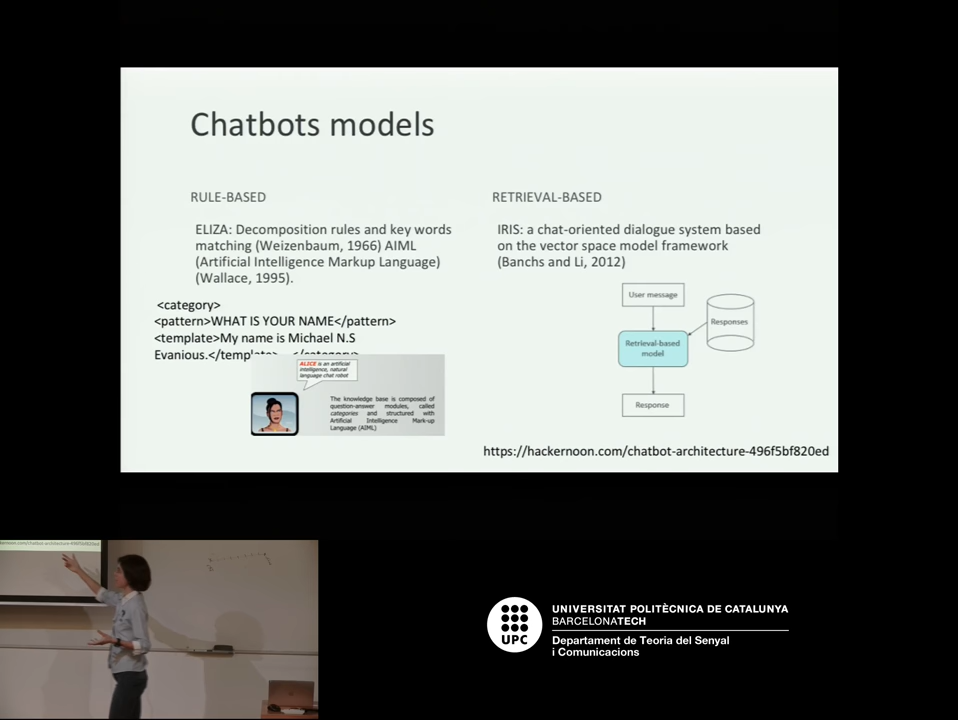 Chatbots models
RULE-BASED
ELIZA: Decomposition rules and key words
matching (Weizenbaum, 1966) AIML
(Artificial Intelligence Markup Language)
(Wallace, 1995).
<category>
<pattern>WHAT IS YOUR NAME</pattern>
<template>My name is Michael N.S
Evanious.</template> </category>
ALICE is an artificial
intelligence, natural
language chat robot
The knowledge base is composed of
question-answer modules, called
categories and structured with
Artificial Intelligence Mark-up
Language (AIML)
RETRIEVAL-BASED
IRIS: a chat-oriented dialogue system based
on the vector space model framework
(Banchs and Li, 2012)
User message
Responses
Retrieval-based
model
Response
https://hackernoon.com/chatbot-architecture-496f5bf820ed
UPC
UNIVERSITAT POLITÈCNICA DE CATALUNYA
BARCELONATECH
Departament de Teoria del Senyal
i Comunicacions